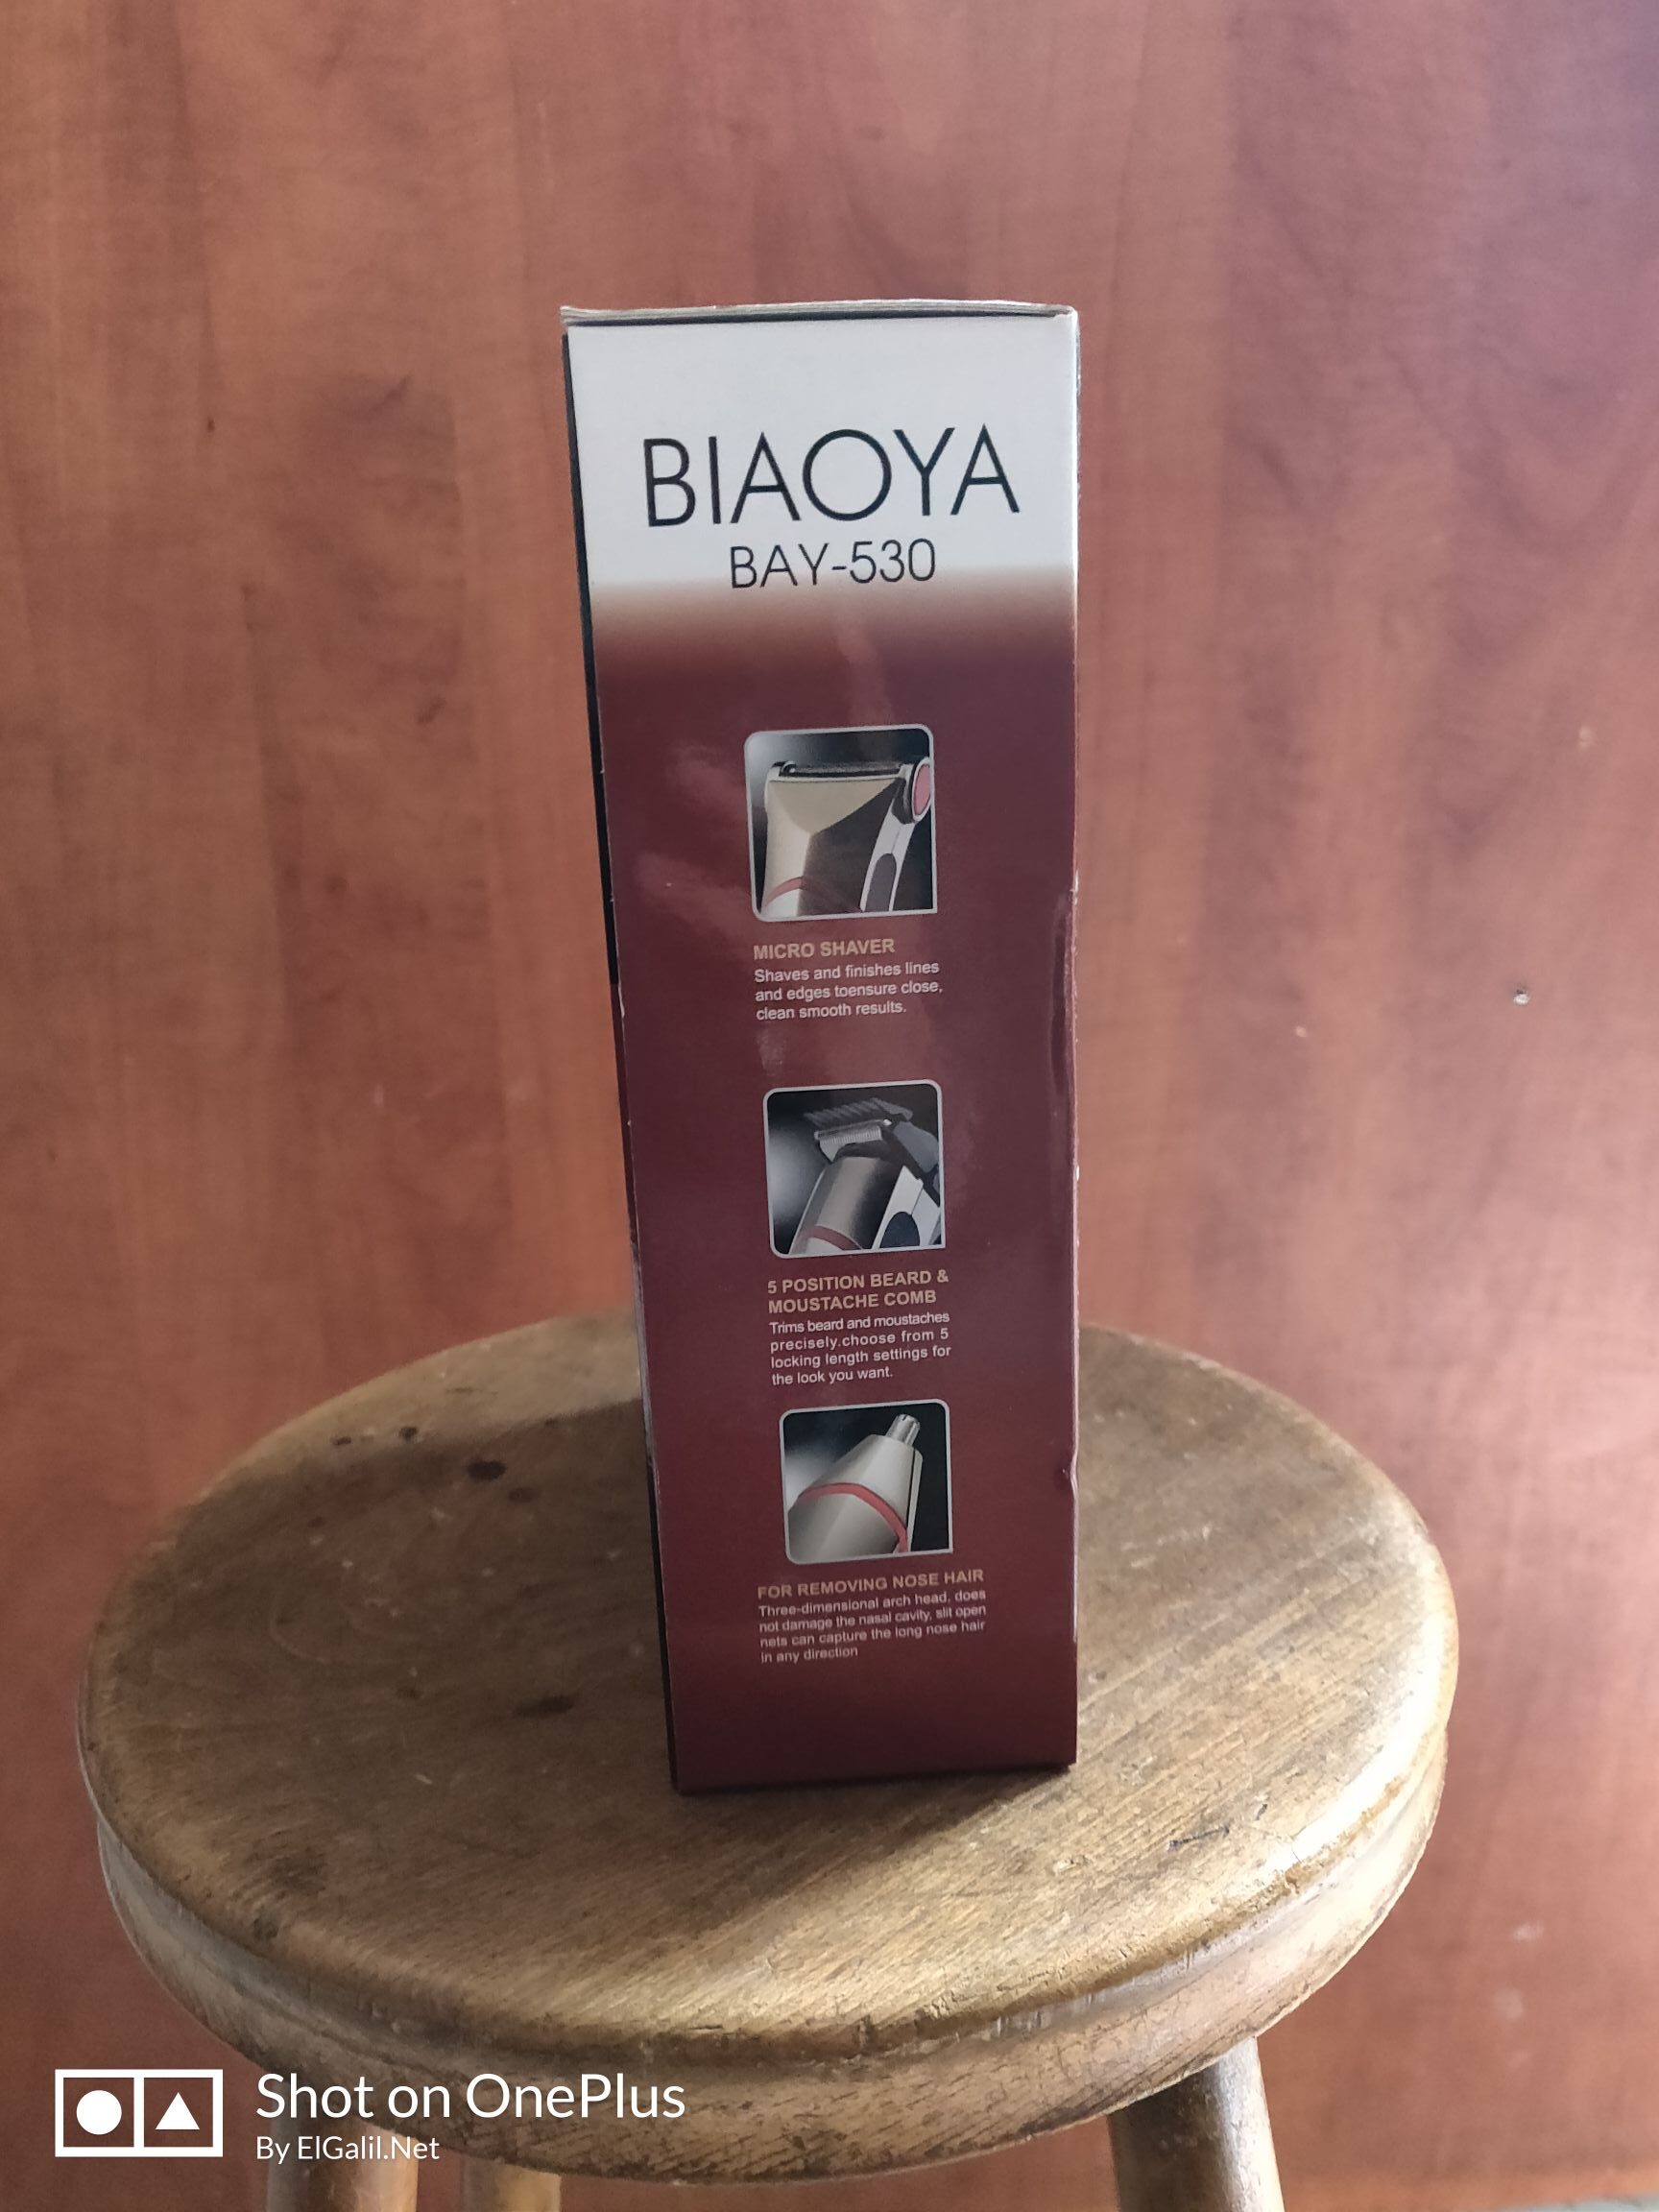 BIAOYA
BAY-530
MICRO SHAVER
Shaves and finishes lines
and edges toensure close,
clean smooth results.
5 POSITION BEARD &
MOUSTACHE COMB
Trims beard and moustaches
precisely.choose from 5
locking length settings for
the look you want.
FOR REMOVING NOSE HAIR
Three-dimensional arch head, does
not damage the nasal cavity, slit open
nets can capture the long nose hair
in any direction
Shot on OnePlus
By ElGalil.Net